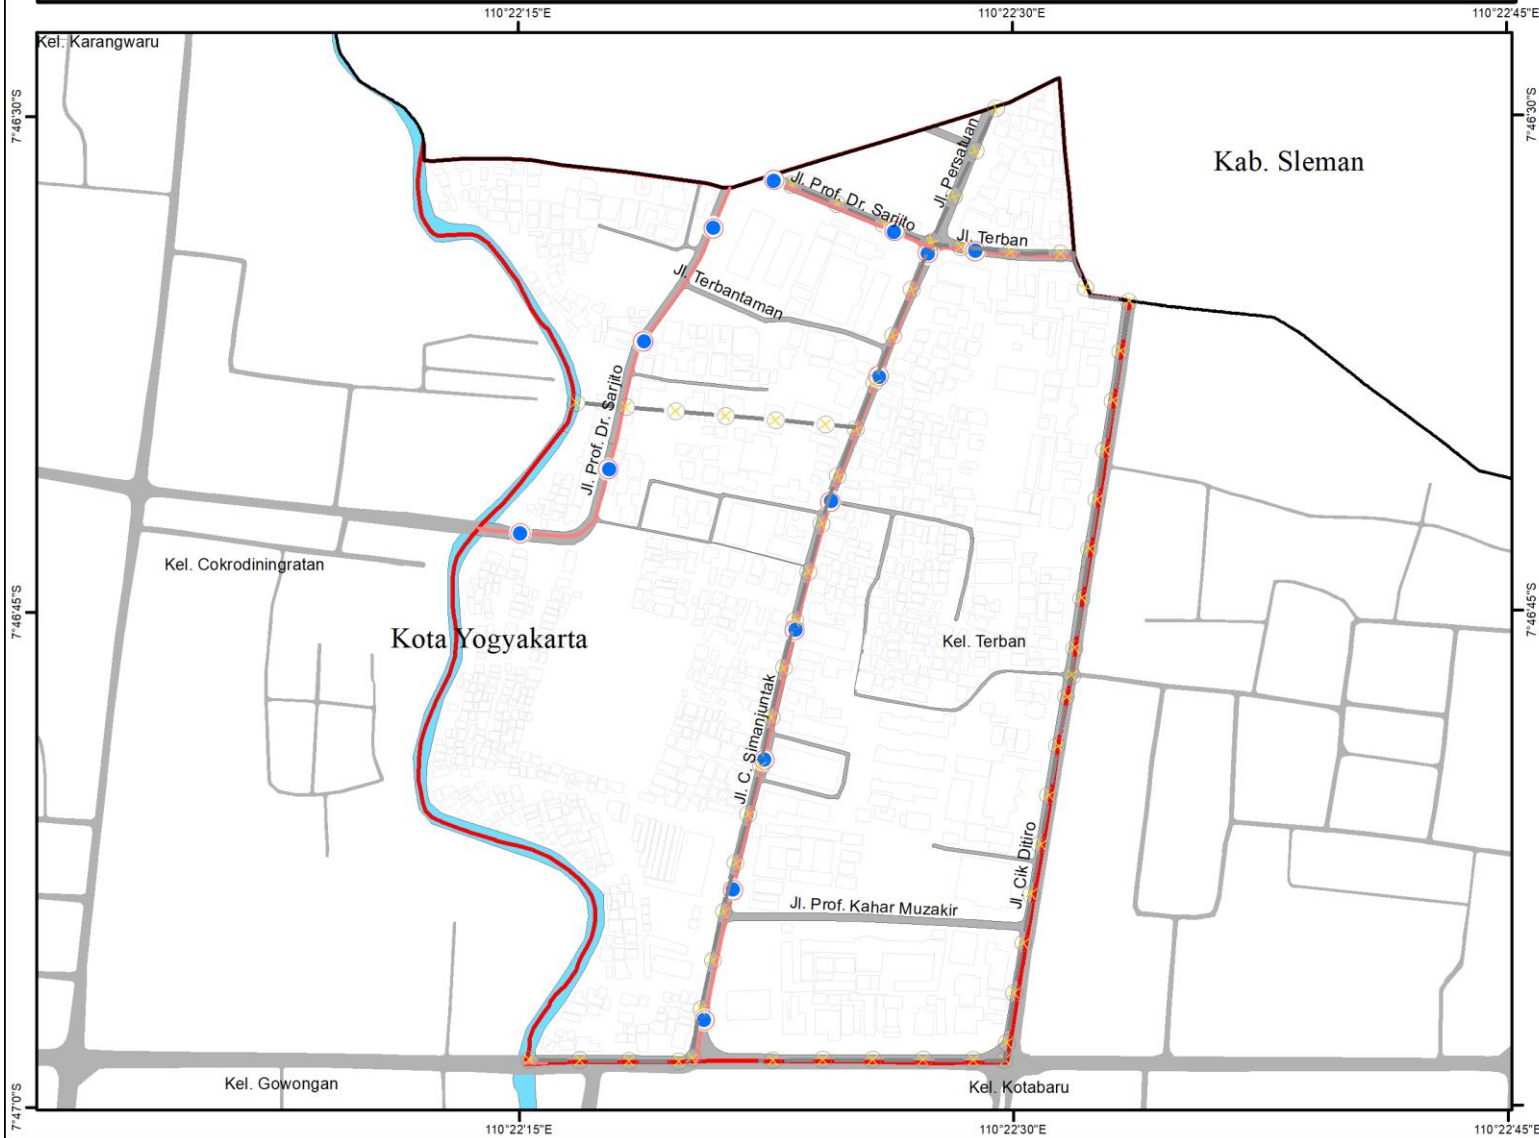 110°22'15"E
110°22'30"E
110°22'45"E
Kel. Karangwaru
7°46'30"S
7°46'30"S
Jl. Persatuan
Kab. Sleman
Jl. Prof. Dr. Sarjito
Jl. Terban
Jl. Terbantaman
Jl. Prof. Dr. Sarjito
Kel. Cokrodiningratan
7°46'45"S
7°46'45"S
Kota Yogyakarta
Kel. Terban
Jl. C. Simanjuntak
Jl. Cik Ditiro
Jl. Prof. Kahar Muzakir
Kel. Gowongan
Kel. Kotabaru
7°47'0"S
110°22'15"E
110°22'30"E
110°22'45"E